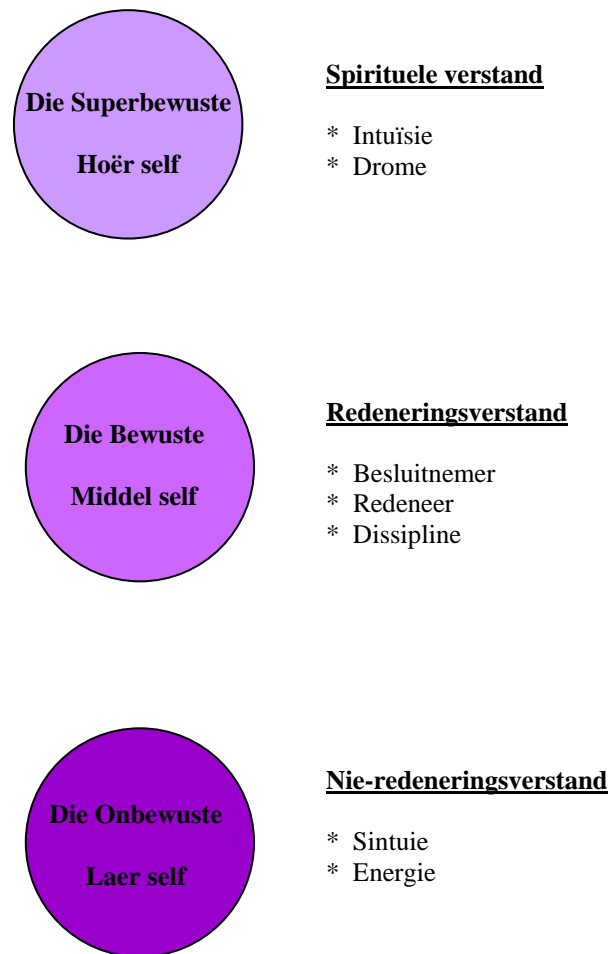 Die Superbewuste
Hoër self
Spirituele verstand
* Intuïsie
* Drome
Die Bewuste
Middel self
Redeneringsverstand
* Besluitnemer
* Redeneer
* Dissipline
Die Onbewuste
Laer self
Nie-redeneringsverstand
* Sintuie
* Energie